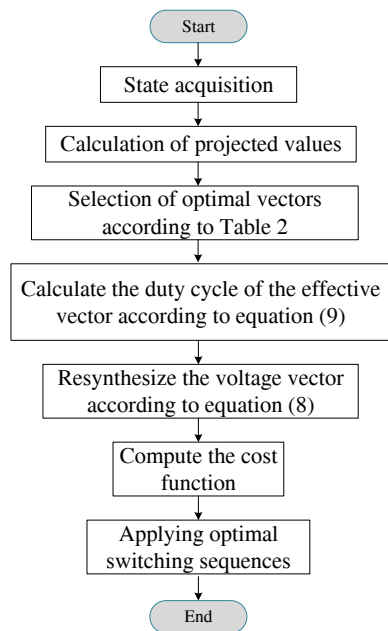 Start
State acquisition
Calculation of projected values
Selection of optimal vectors
according to Table 2
Calculate the duty cycle of the effective
vector according to equation (9)
Resynthesize the voltage vector
according to equation (8)
Compute the cost
function
Applying optimal
switching sequences
End